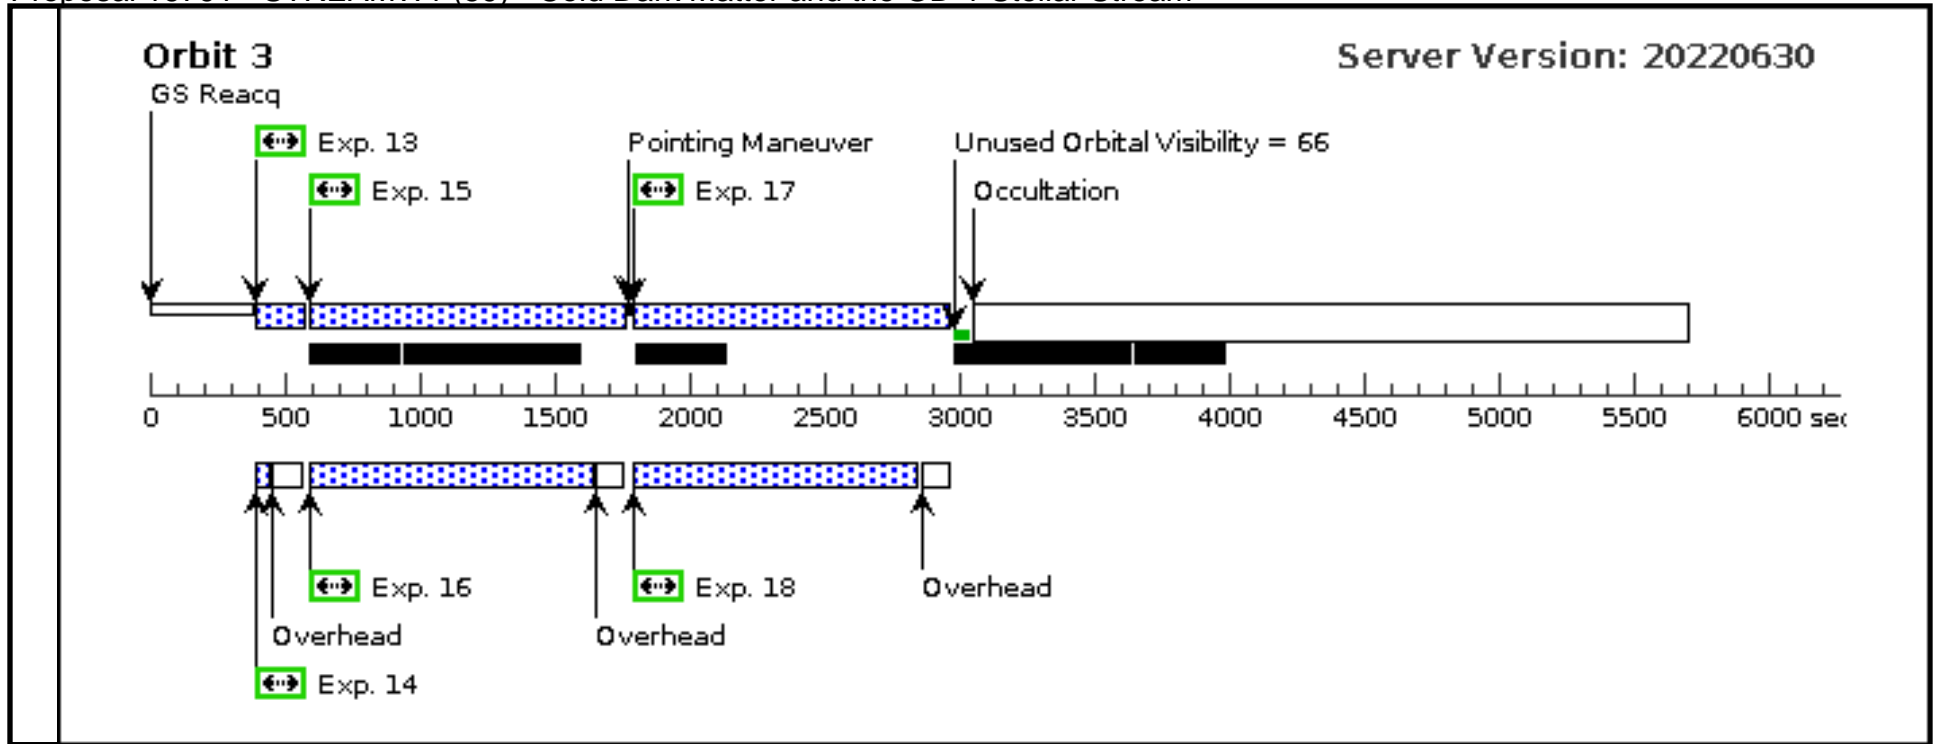 Orbit 3
Server Version: 20220630
GS Reacq
Exp. 13
Pointing Maneuver
Unused Orbital Visibility = 66
Exp. 15
Exp. 17
Occultation
0 500 1000 1500 2000 2500 3000 3500 4000 4500 5000 5500 6000 sec
Exp. 16
Exp. 18
Overhead
Overhead
Overhead
Exp. 14